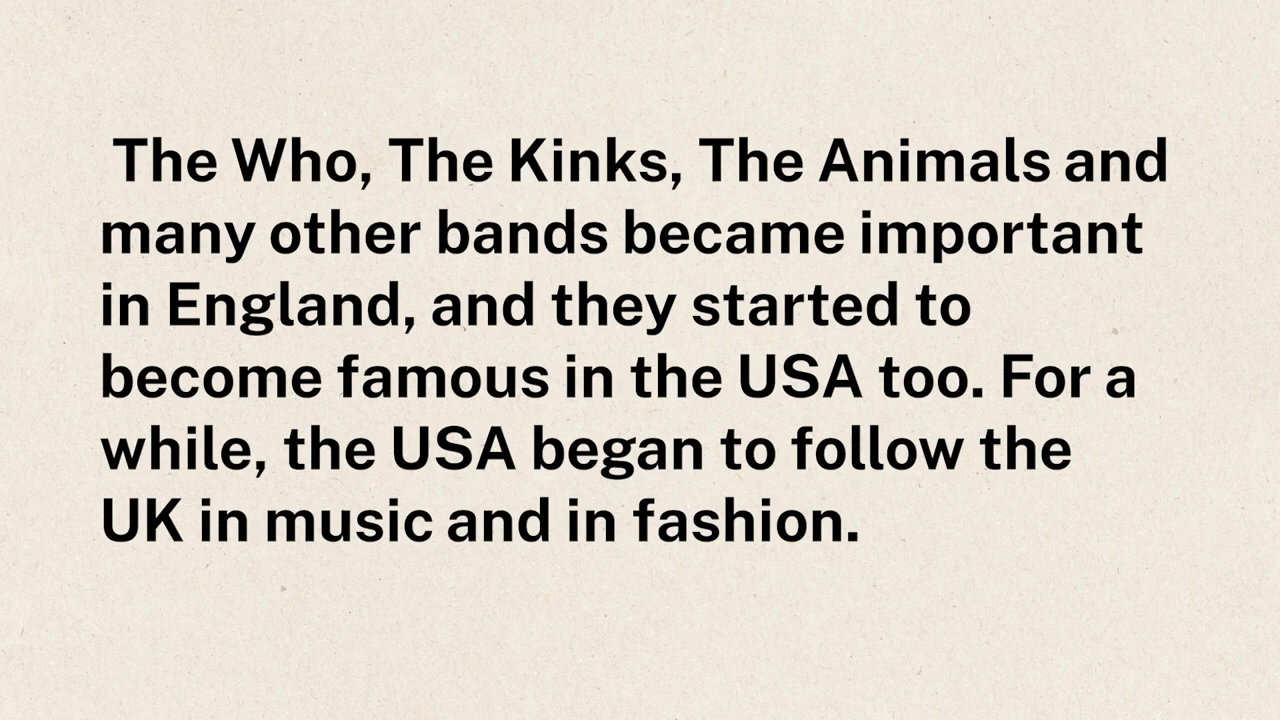 The Who, The Kinks, The Animals and
many other bands became important
in England, and they started to
become famous in the USA too. For a
while, the USA began to follow the
UK in music and in fashion.